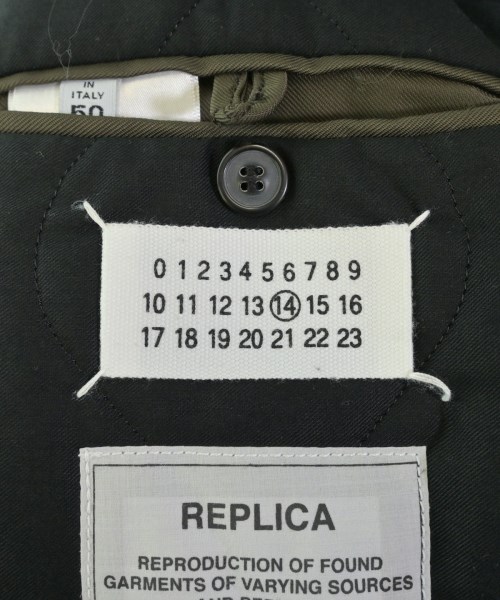 IN
ITALY
50
0 1 2 3 4 5 6 7 8 9
10 11 12 13 14 15 16
17 18 19 20 21 22 23
REPLICA
REPRODUCTION OF FOUND
GARMENTS OF VARYING SOURCES